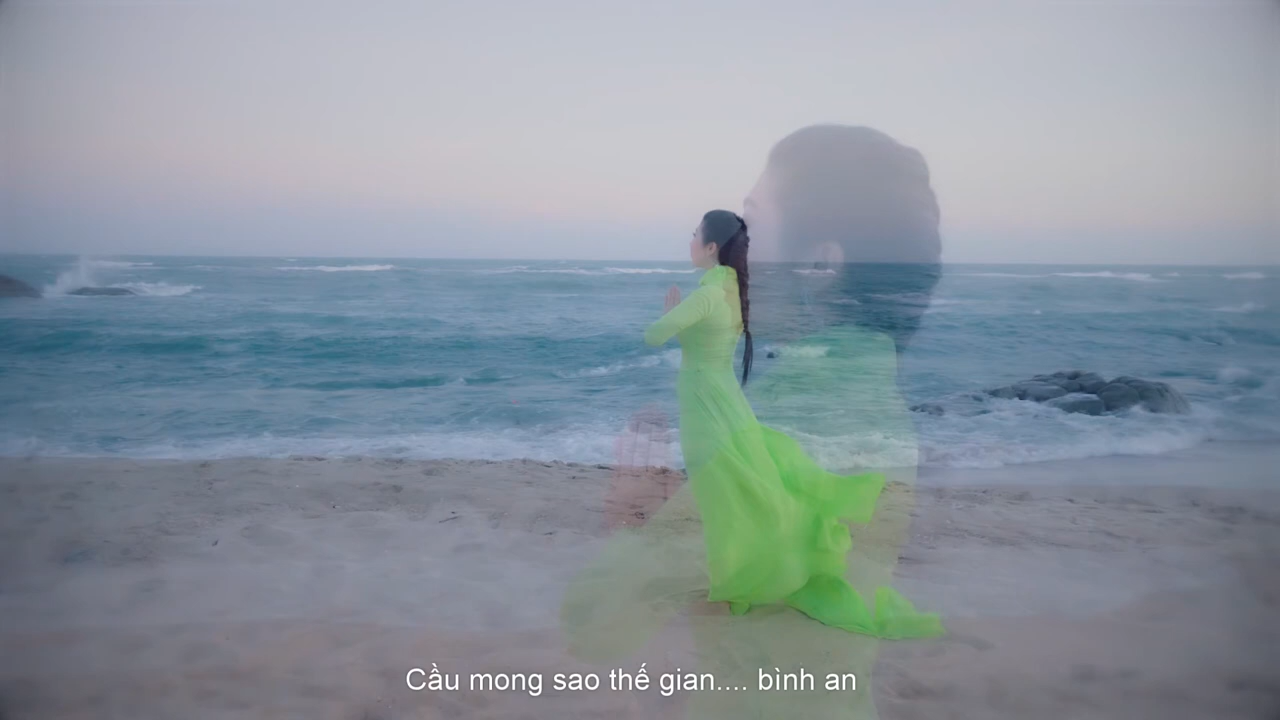 Cầu mong sao thế gian.... bình an